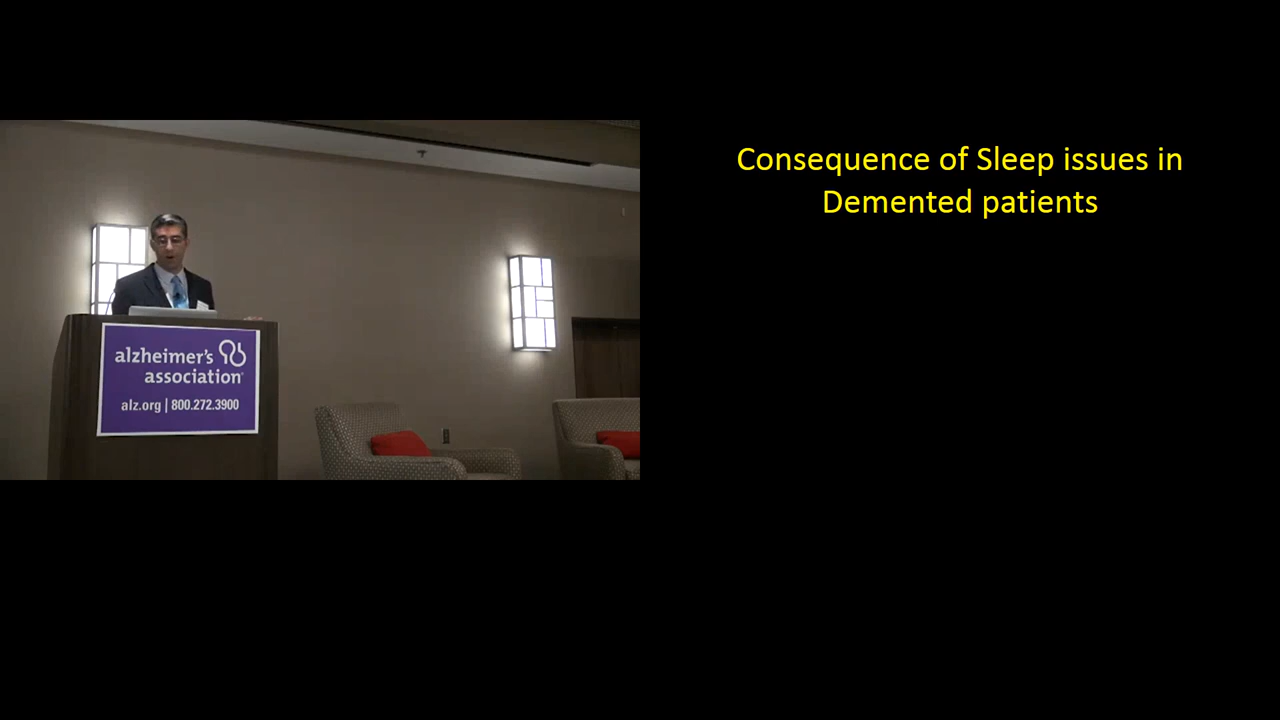 alzheimer's
association
alz.org | 800.272.3900
Consequence of Sleep issues in
Demented patients